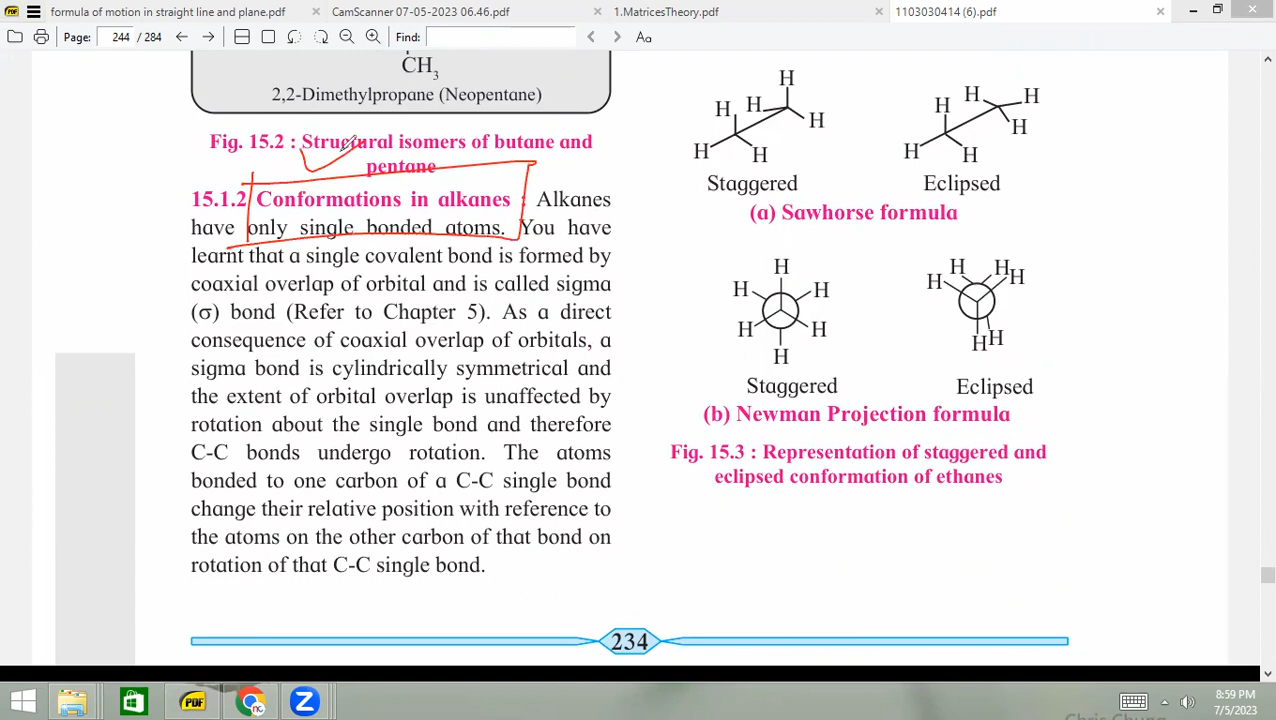 formula of motion in straight line and plane.pdf × CamScanner 07-05-2023 06.46.pdf × 1.MatricesTheory.pdf × 1103030414 (6).pdf ×
Page: 244 / 284 Find: Aa
CH3
2,2-Dimethylpropane (Neopentane)
Fig. 15.2 : Structural isomers of butane and
pentane
15.1.2 Conformations in alkanes : Alkanes
have only single bonded atoms. You have
learnt that a single covalent bond is formed by
coaxial overlap of orbital and is called sigma
(σ) bond (Refer to Chapter 5). As a direct
consequence of coaxial overlap of orbitals, a
sigma bond is cylindrically symmetrical and
the extent of orbital overlap is unaffected by
rotation about the single bond and therefore
C-C bonds undergo rotation. The atoms
bonded to one carbon of a C-C single bond
change their relative position with reference to
the atoms on the other carbon of that bond on
rotation of that C-C single bond.
H
H H H
H H
Staggered
H H H
H
H H
Eclipsed
(a) Sawhorse formula
H
H H
H H
H
Staggered
H H H
H
H H
Eclipsed
(b) Newman Projection formula
Fig. 15.3 : Representation of staggered and
eclipsed conformation of ethanes
234
PDF
8:59 PM
7/5/2023
Chris Chung